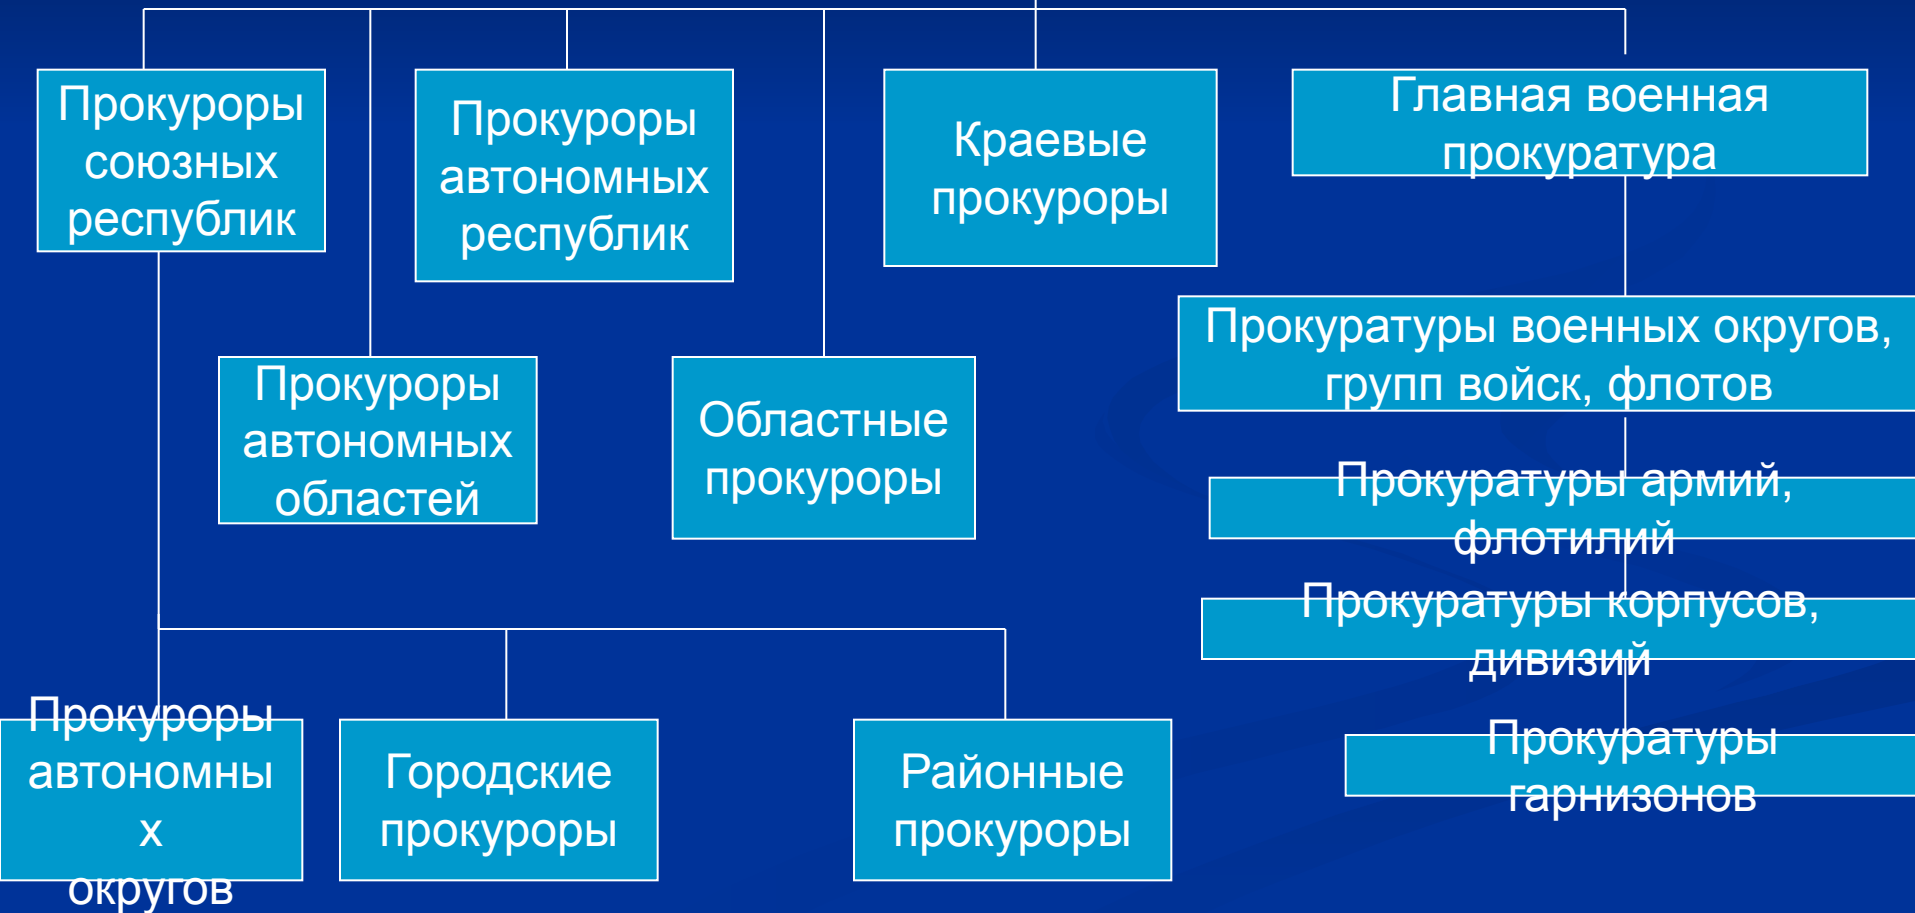 Прокуроры
союзных
республик
Прокуроры
автономных
республик
Краевые
прокуроры
Главная военная
прокуратура
Прокуроры
автономных
областей
Областные
прокуроры
Прокуратуры военных округов,
групп войск, флотов
Прокуратуры армий,
флотилий
Прокуратуры корпусов,
дивизий
Прокуроры
автономны
х
округов
Городские
прокуроры
Районные
прокуроры
Прокуратуры
гарнизонов